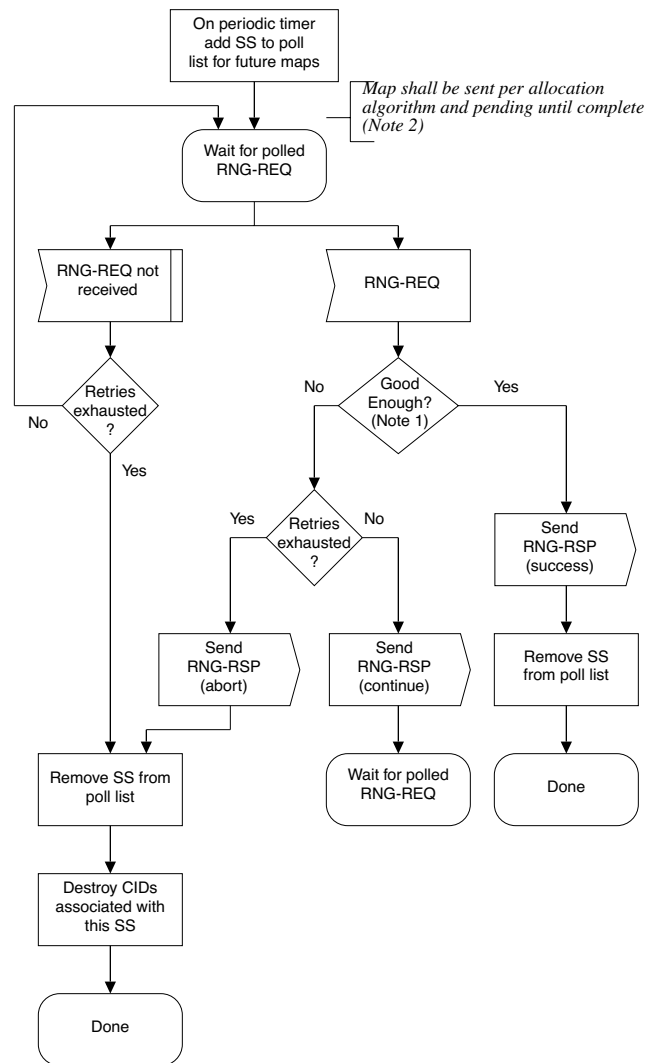 On periodic timer
add SS to poll
list for future maps
Map shall be sent per allocation
algorithm and pending until complete
(Note 2)
Wait for polled
RNG-REQ
RNG-REQ not
received
RNG-REQ
Retries
exhausted
?
No
Yes
Good
Enough?
(Note 1)
No
Yes
Retries
exhausted
?
Yes
No
Send
RNG-RSP
(success)
Send
RNG-RSP
(abort)
Send
RNG-RSP
(continue)
Remove SS
from poll list
Remove SS from
poll list
Wait for polled
RNG-REQ
Done
Destroy CIDs
associated with
this SS
Done